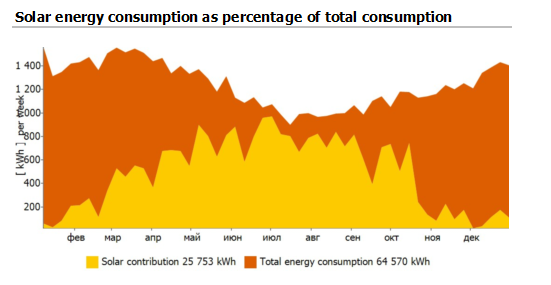 Solar energy consumption as percentage of total consumption
[ kWh ] per week
1 400
1 200
1000
800
600
400
200
фев мар апр май июн июл авг сен окт ноя дек
Solar contribution 25 753 kWh Total energy consumption 64 570 kWh